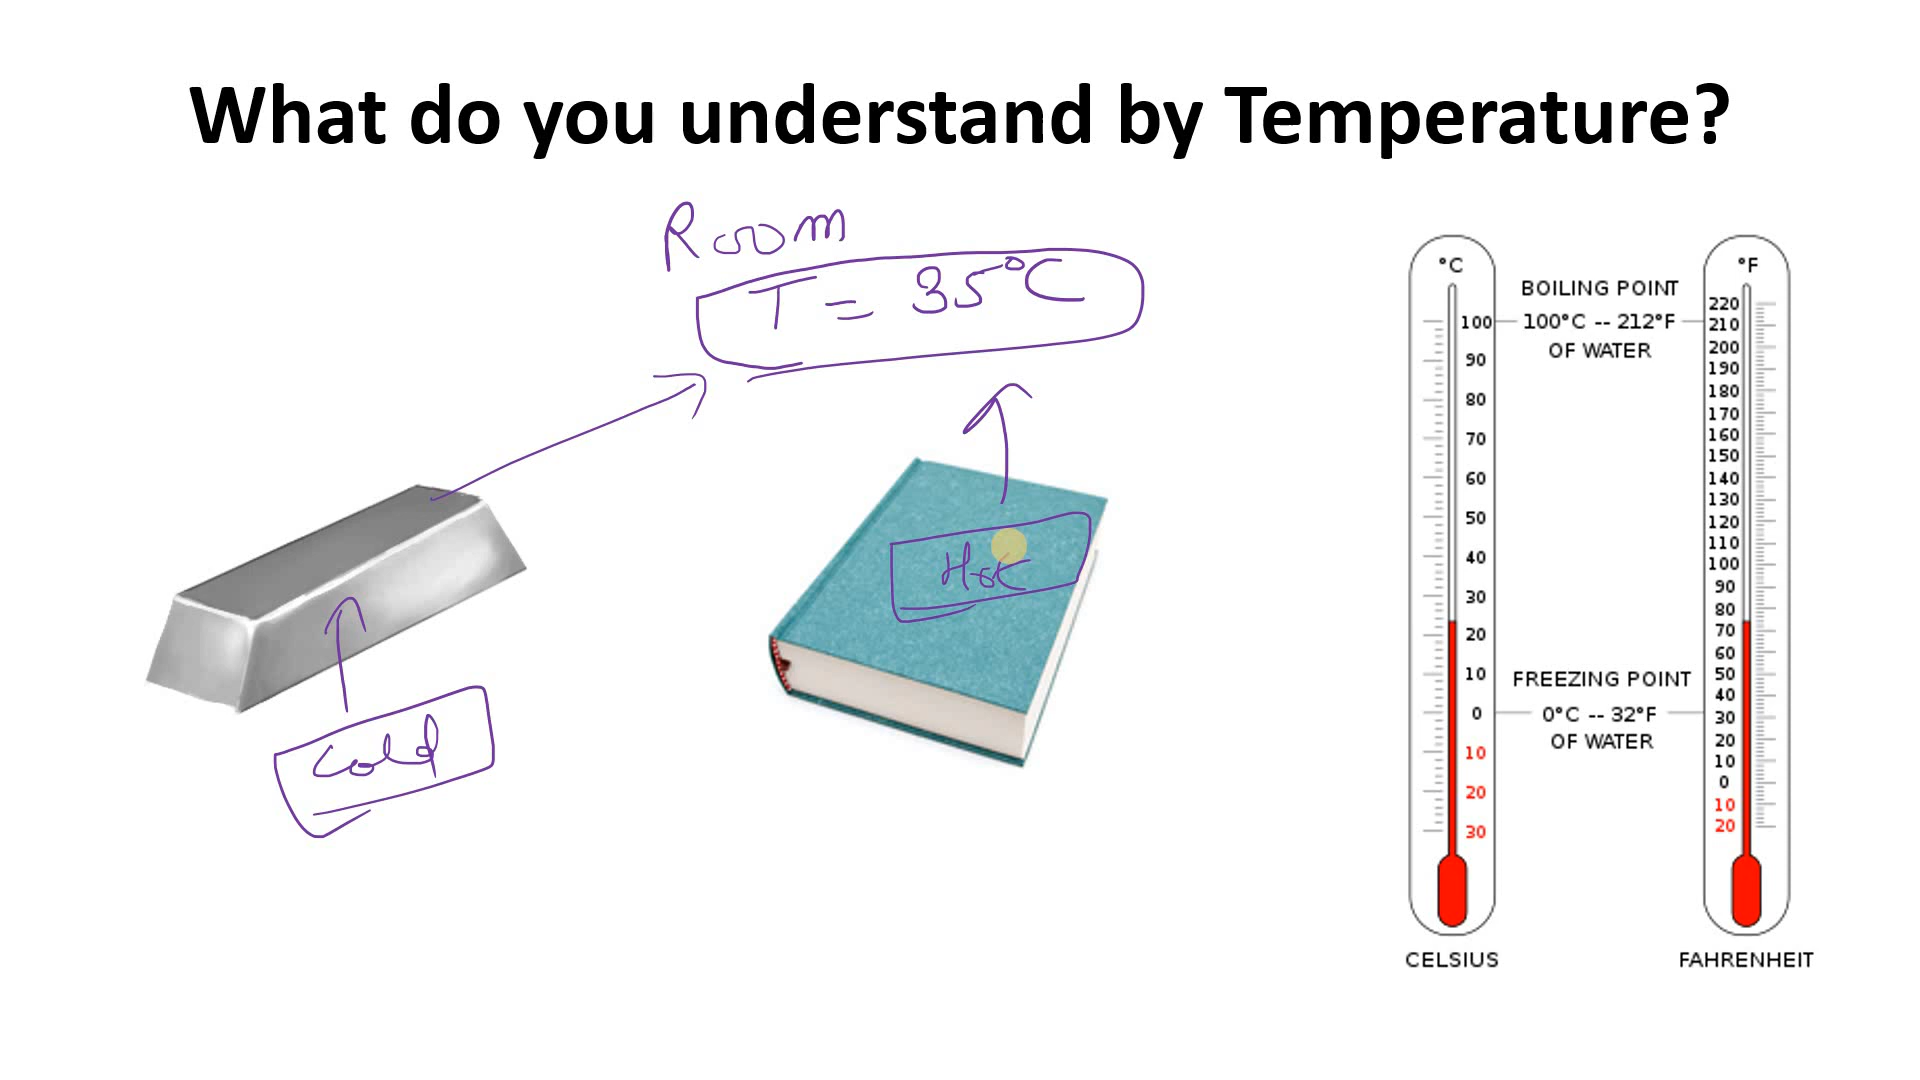 What do you understand by Temperature?
Room
T = 35°C
Hot
Cold
°C
100
90
80
70
60
50
40
30
20
10
0
10
20
30
CELSIUS
BOILING POINT
100°C -- 212°F
OF WATER
FREEZING POINT
0°C -- 32°F
OF WATER
°F
220
210
200
190
180
170
160
150
140
130
120
110
100
90
80
70
60
50
40
30
20
10
0
10
20
FAHRENHEIT